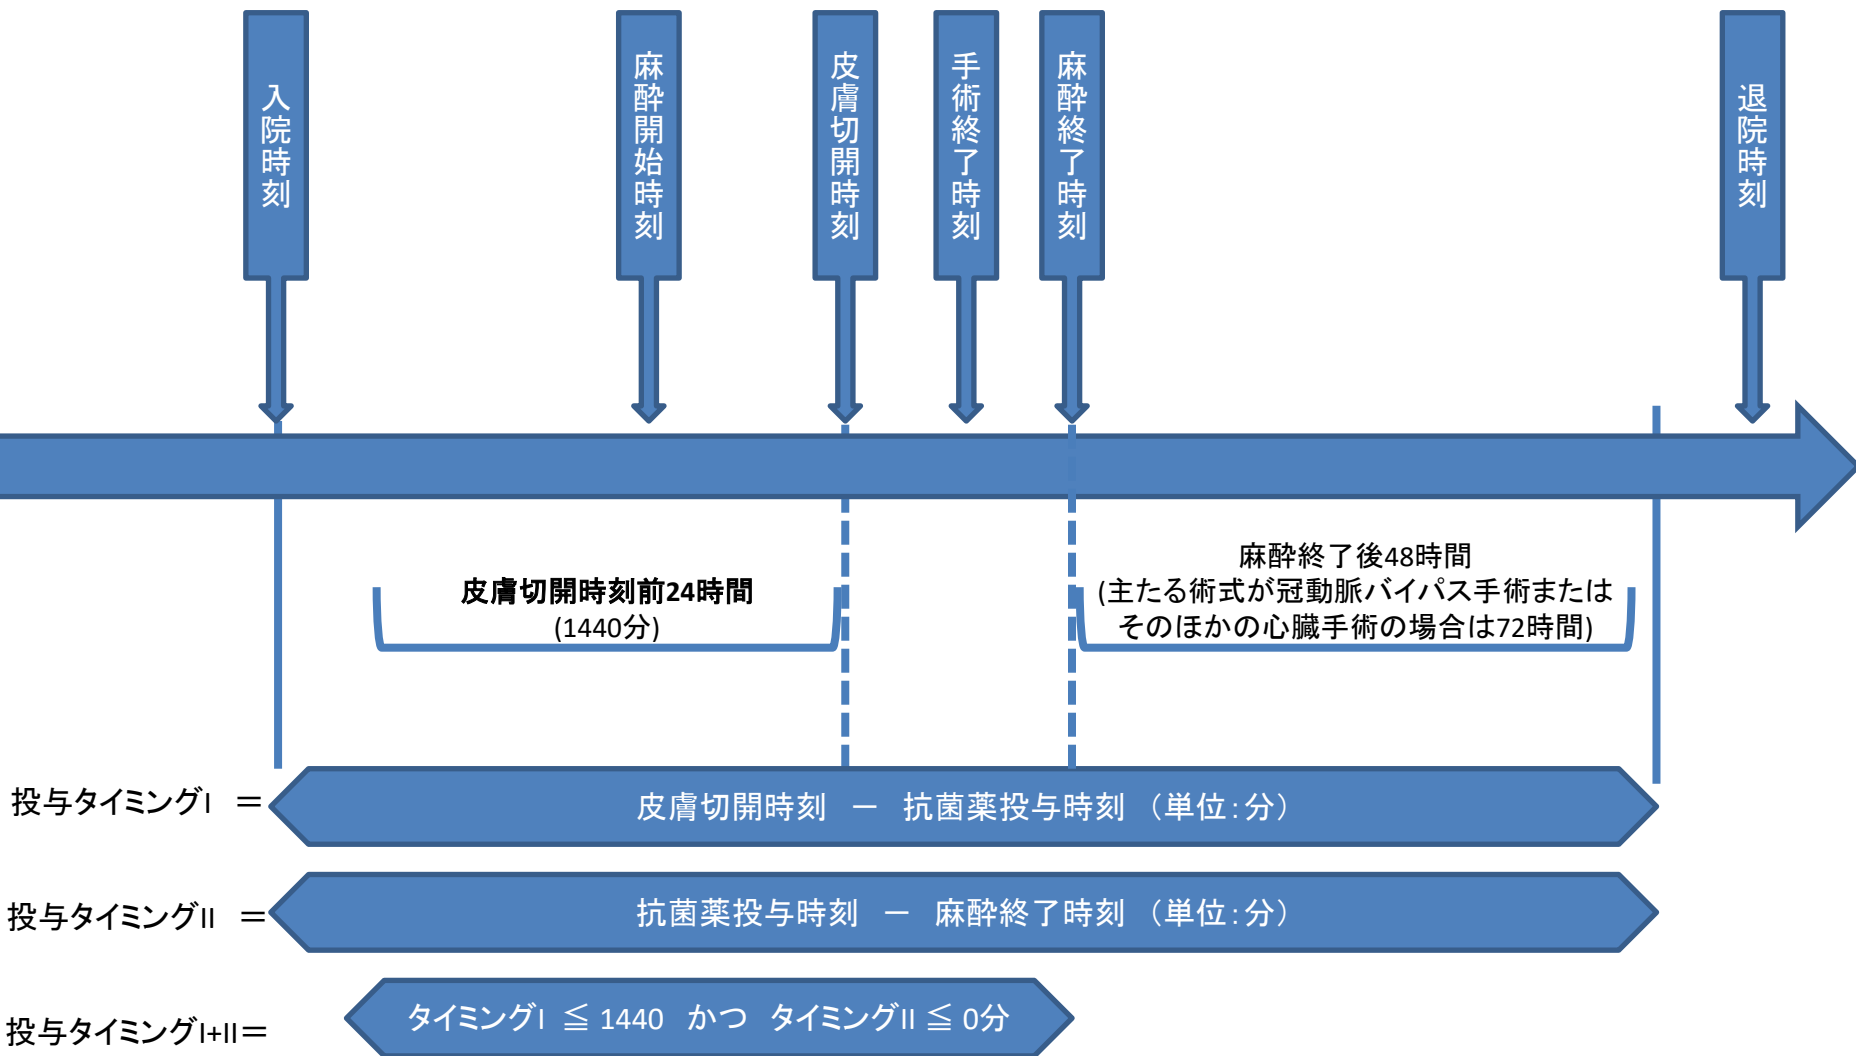 入院時刻
麻酔開始時刻
皮膚切開時刻
手術終了時刻
麻酔終了時刻
退院時刻
皮膚切開時刻前24時間
(1440分)
麻酔終了後48時間
(主たる術式が冠動脈バイパス手術または
そのほかの心臓手術の場合は72時間)
投与タイミングI ＝ 皮膚切開時刻 － 抗菌薬投与時刻 （単位：分）
投与タイミングII ＝ 抗菌薬投与時刻 － 麻酔終了時刻 （単位：分）
投与タイミングI+II＝ タイミングI ≦ 1440 かつ タイミングII ≦ 0分